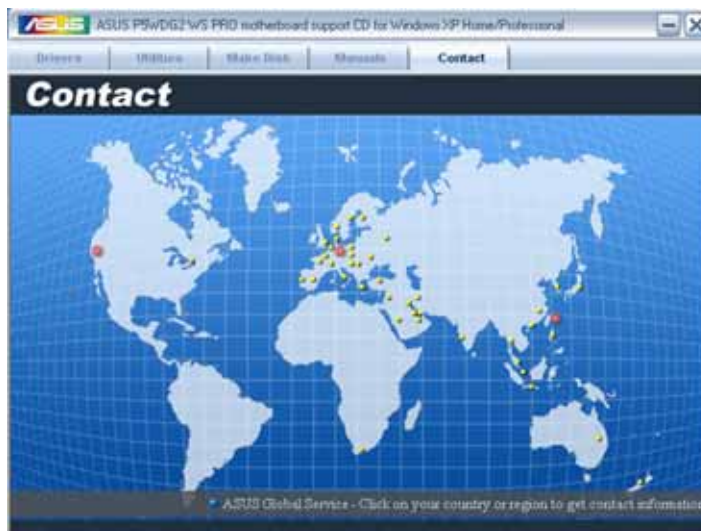 ASUS
ASUS P5WDG2 WS PRO motherboard support CD for Windows XP Home/Professional
Drivers
Utilities
Make Disk
Manuals
Contact
Contact
ASUS Global Service - Click on your country or region to get contact information